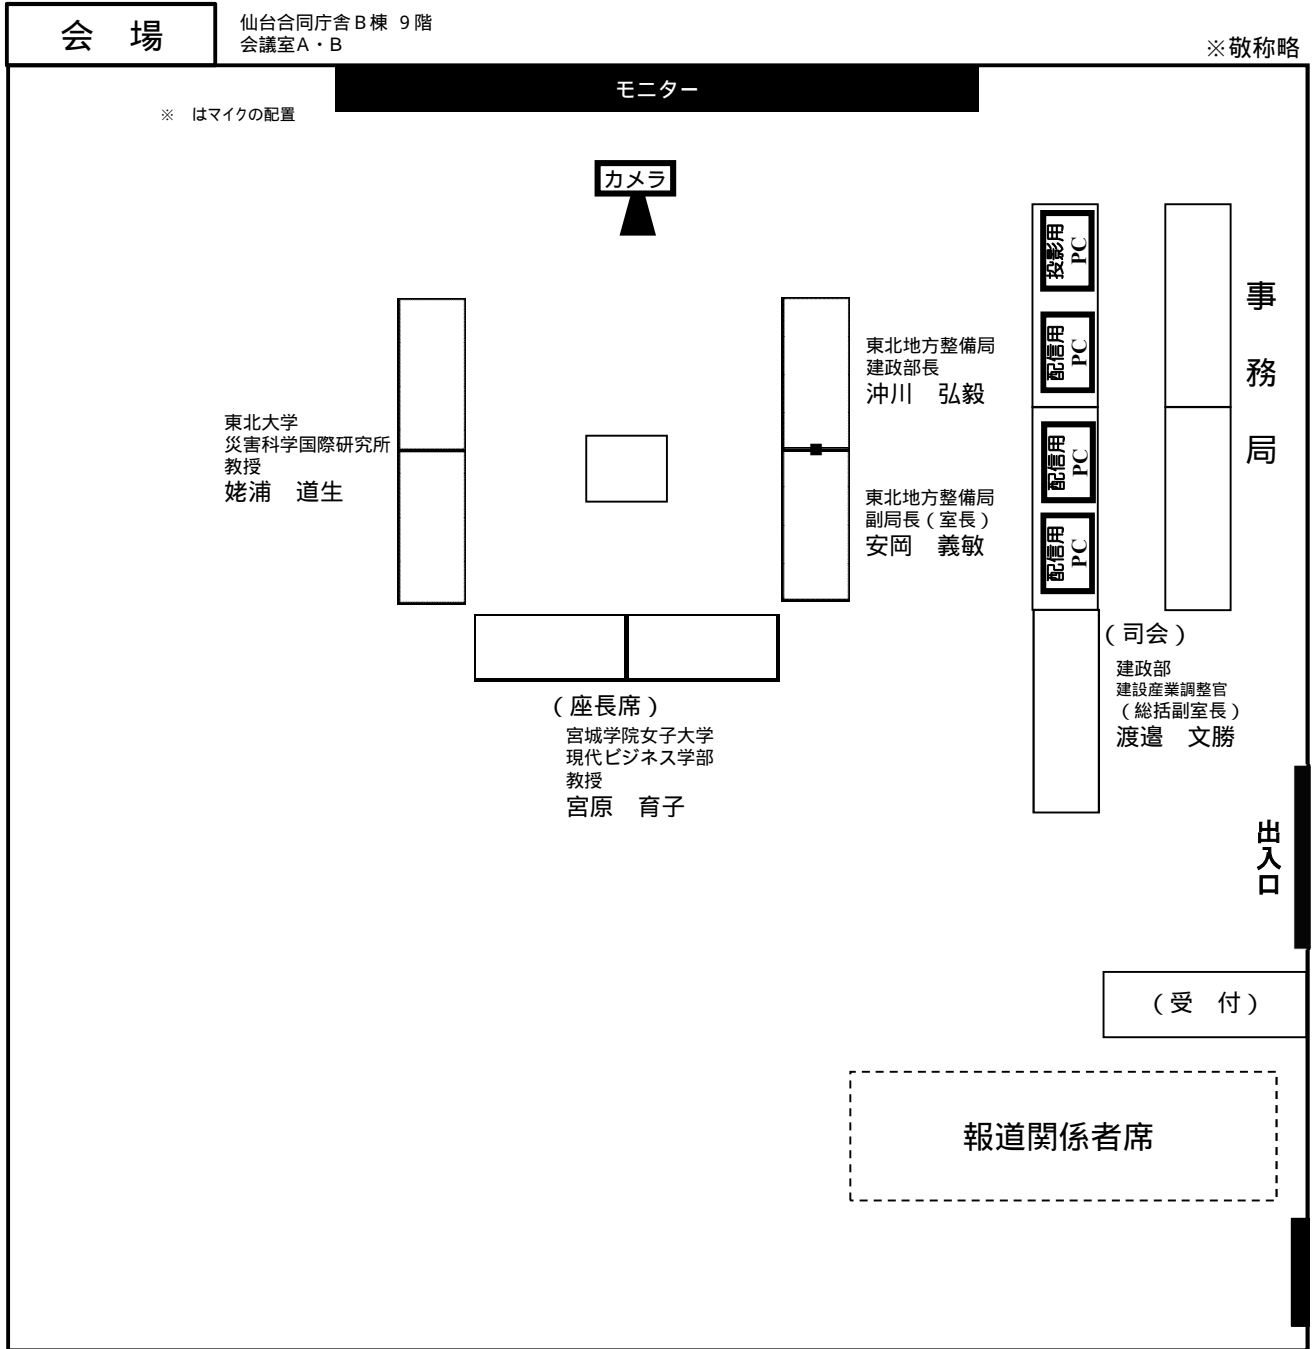 会　場
仙台合同庁舎B棟 9階
会議室A・B
※敬称略
モニター
※　はマイクの配置
カメラ
投影用
PC
配信用
PC
配信用
PC
配信用
PC
事務局
東北地方整備局
建政部長
沖川　弘毅
東北大学
災害科学国際研究所
教授
姥浦　道生
東北地方整備局
副局長（室長）
安岡　義敏
（司会）
建政部
建設産業調整官
（総括副室長）
渡邉　文勝
（座長席）
宮城学院女子大学
現代ビジネス学部
教授
宮原　育子
出入口
（受　付）
報道関係者席